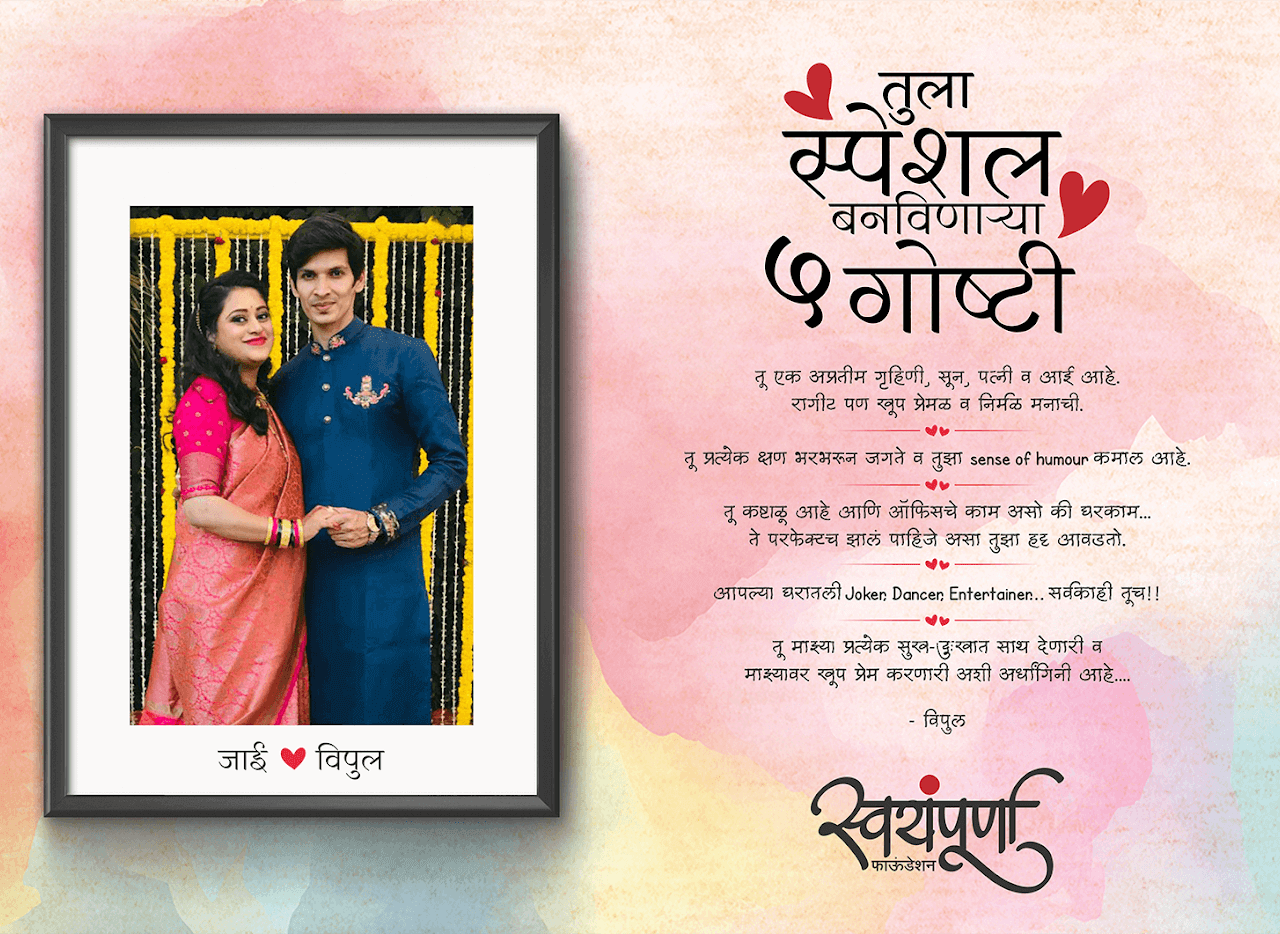 जाई विपुल
तुला
स्पेशल
बनविणाऱ्या
५ गोष्टी
तू एक अप्रतीम गृहिणी, सून, पत्नी व आई आहे.
रागीट पण खूप प्रेमळ व निर्मळ मनाची.
तू प्रत्येक क्षण भरभरून जगते व तुझा sense of humour कमाल आहे.
तू कष्टाळू आहे आणि ऑफिसचे काम असो की घरकाम...
ते परफेक्टच झालं पाहिजे असा तुझा हट्ट आवडतो.
आपल्या घरातली Joker, Dancer, Entertainer... सर्वकाही तूच!!
तू माझ्या प्रत्येक सुख-दुःखात साथ देणारी व
माझ्यावर खूप प्रेम करणारी अशी अर्धांगिनी आहे....
- विपुल
स्वयंपूर्णा
फाऊंडेशन